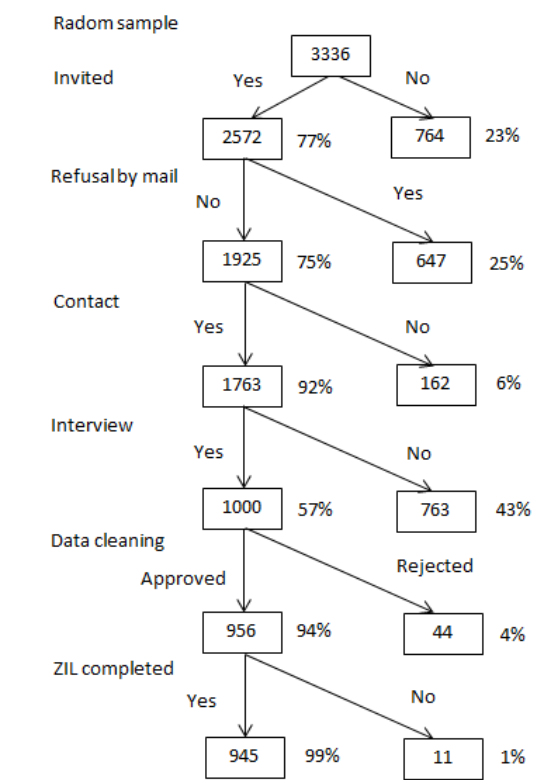 Radom sample
3336
Invited
Yes
No
2572
77%
764
23%
Refusal by mail
No
Yes
1925
75%
647
25%
Contact
Yes
No
1763
92%
162
6%
Interview
Yes
No
1000
57%
763
43%
Data cleaning
Approved
Rejected
956
94%
44
4%
ZIL completed
Yes
No
945
99%
11
1%